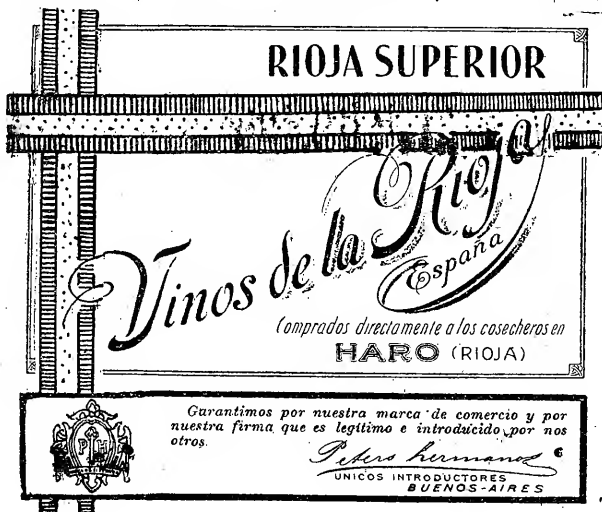 RIOJA SUPERIOR
Vinos de la Rioja
España
Comprados directamente a los cosecheros en
HARO (RIOJA)
Garantimos por nuestra marca de comercio y por
nuestra firma que es legitimo e introducido por nos
otros.
P H
Peters hermanos
UNICOS INTRODUCTORES
BUENOS-AIRES